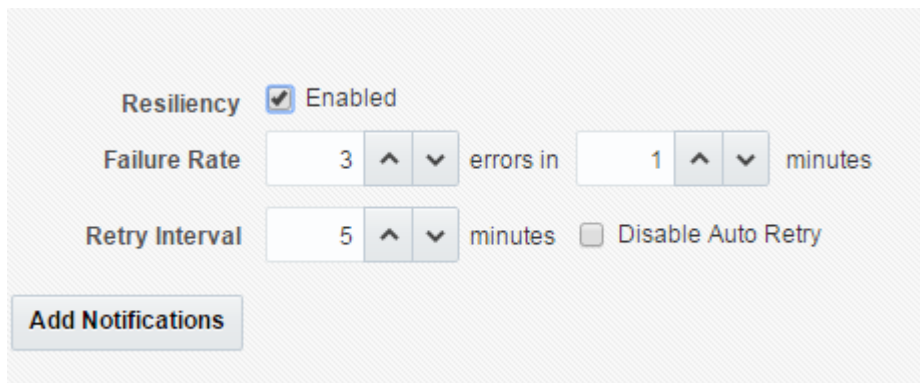 Resiliency Enabled
Failure Rate 3 errors in 1 minutes
Retry Interval 5 minutes Disable Auto Retry
Add Notifications